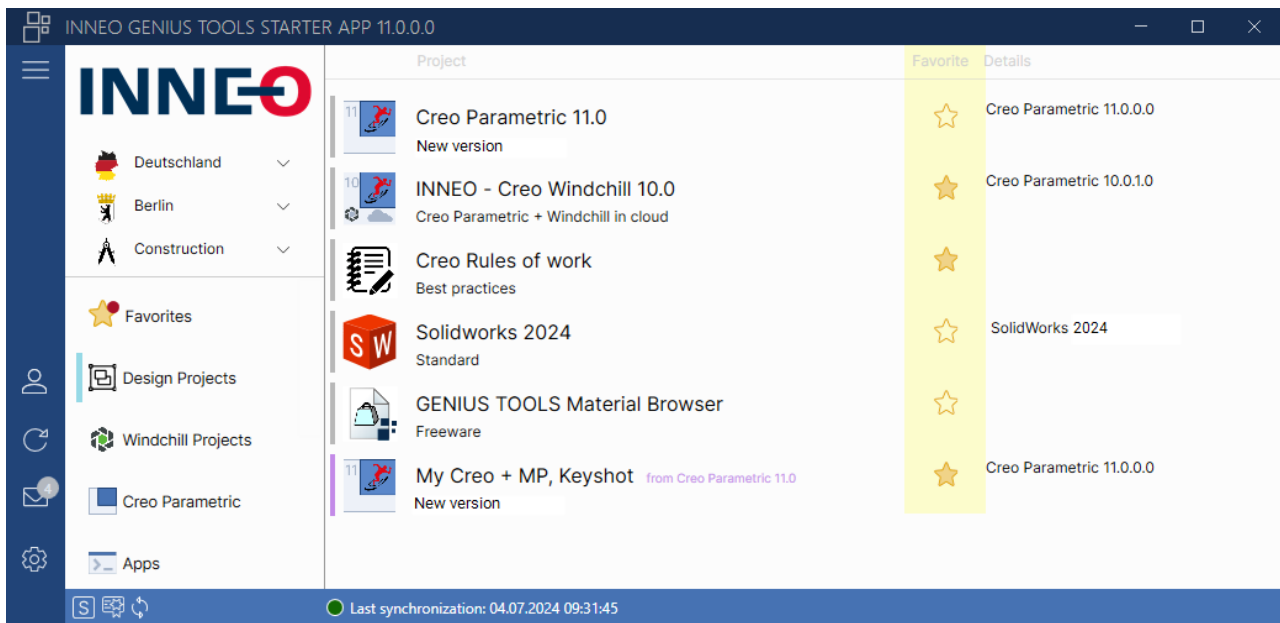 INNEO GENIUS TOOLS STARTER APP 11.0.0.0
INNEO
Deutschland
Berlin
Construction
Favorites
Design Projects
Windchill Projects
Creo Parametric
Apps
4
Project Favorite Details
11
Creo Parametric 11.0
New version
Creo Parametric 11.0.0.0
10
INNEO - Creo Windchill 10.0
Creo Parametric + Windchill in cloud
Creo Parametric 10.0.1.0
Creo Rules of work
Best practices
SW
Solidworks 2024
Standard
SolidWorks 2024
GENIUS TOOLS Material Browser
Freeware
11
My Creo + MP, Keyshot from Creo Parametric 11.0
New version
Creo Parametric 11.0.0.0
S
Last synchronization: 04.07.2024 09:31:45